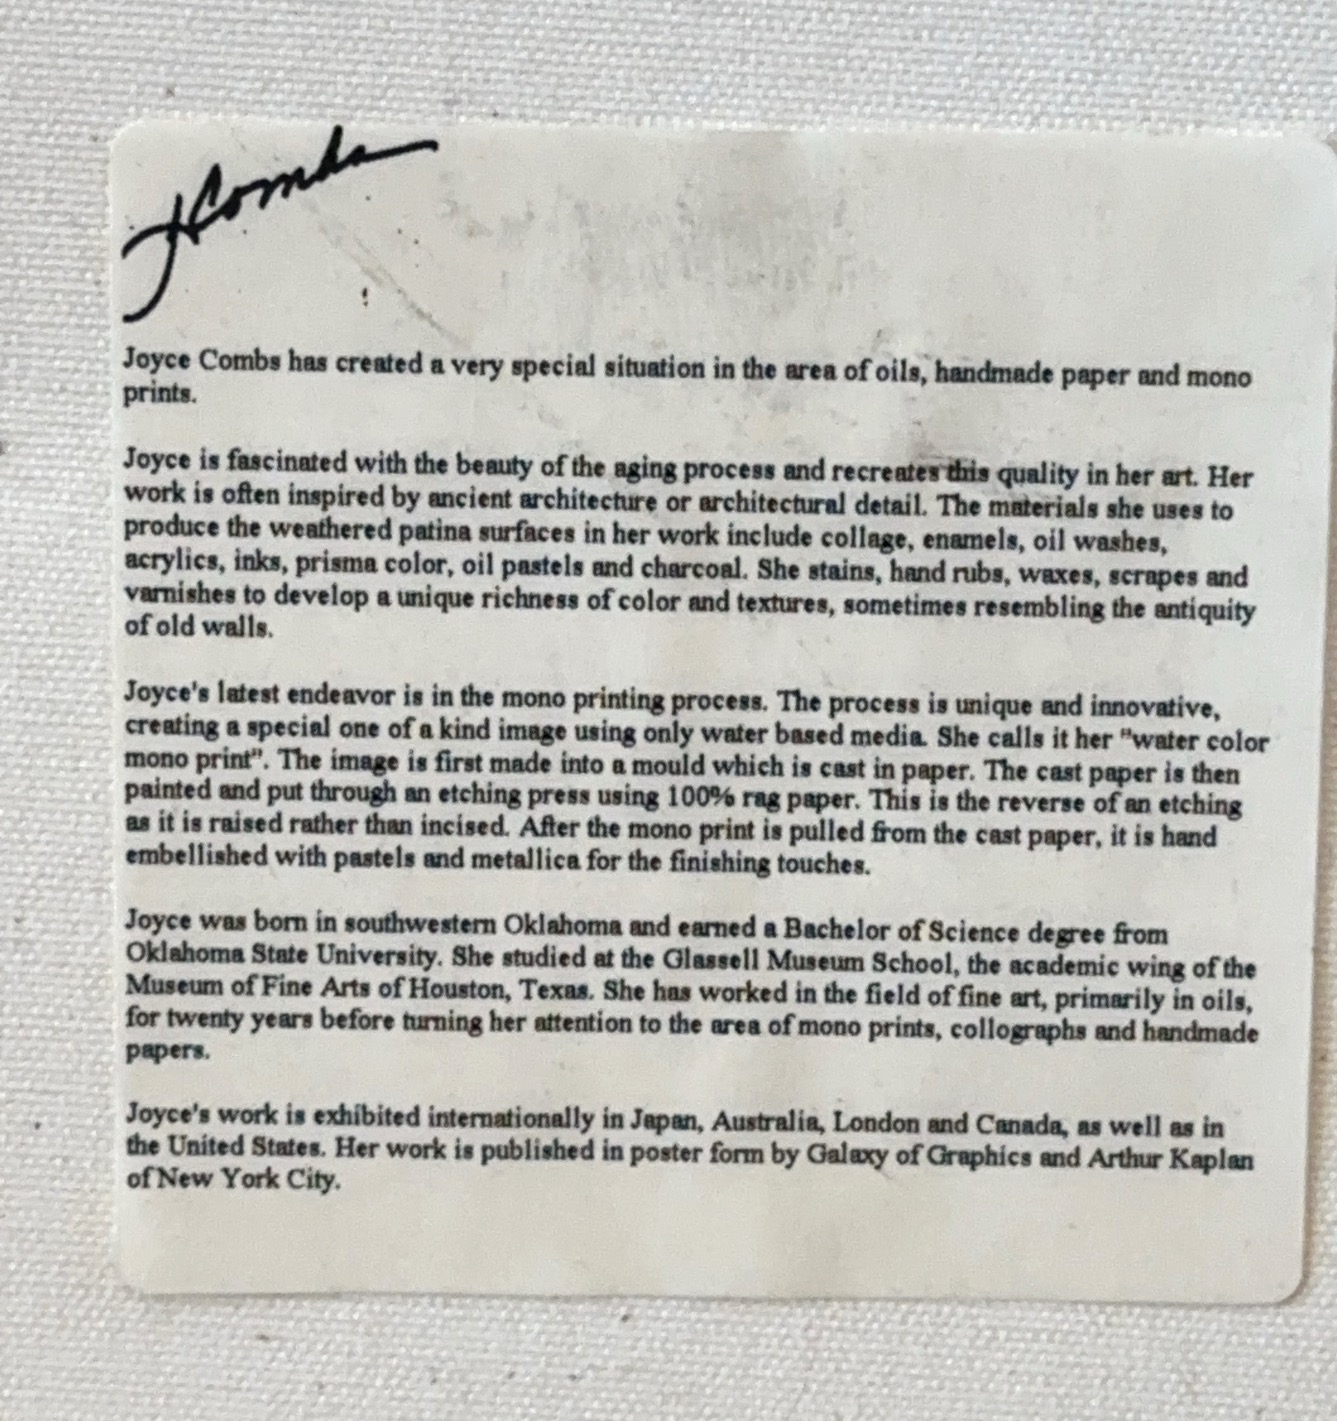 JCombs
Joyce Combs has created a very special situation in the area of oils, handmade paper and mono
prints.
Joyce is fascinated with the beauty of the aging process and recreates this quality in her art. Her
work is often inspired by ancient architecture or architectural detail. The materials she uses to
produce the weathered patina surfaces in her work include collage, enamels, oil washes,
acrylics, inks, prisma color, oil pastels and charcoal. She stains, hand rubs, waxes, scrapes and
varnishes to develop a unique richness of color and textures, sometimes resembling the antiquity
of old walls.
Joyce's latest endeavor is in the mono printing process. The process is unique and innovative,
creating a special one of a kind image using only water based media. She calls it her "water color
mono print". The image is first made into a mould which is cast in paper. The cast paper is then
painted and put through an etching press using 100% rag paper. This is the reverse of an etching
as it is raised rather than incised. After the mono print is pulled from the cast paper, it is hand
embellished with pastels and metallica for the finishing touches.
Joyce was born in southwestern Oklahoma and earned a Bachelor of Science degree from
Oklahoma State University. She studied at the Glassell Museum School, the academic wing of the
Museum of Fine Arts of Houston, Texas. She has worked in the field of fine art, primarily in oils,
for twenty years before turning her attention to the area of mono prints, collographs and handmade
papers.
Joyce's work is exhibited internationally in Japan, Australia, London and Canada, as well as in
the United States. Her work is published in poster form by Galaxy of Graphics and Arthur Kaplan
of New York City.